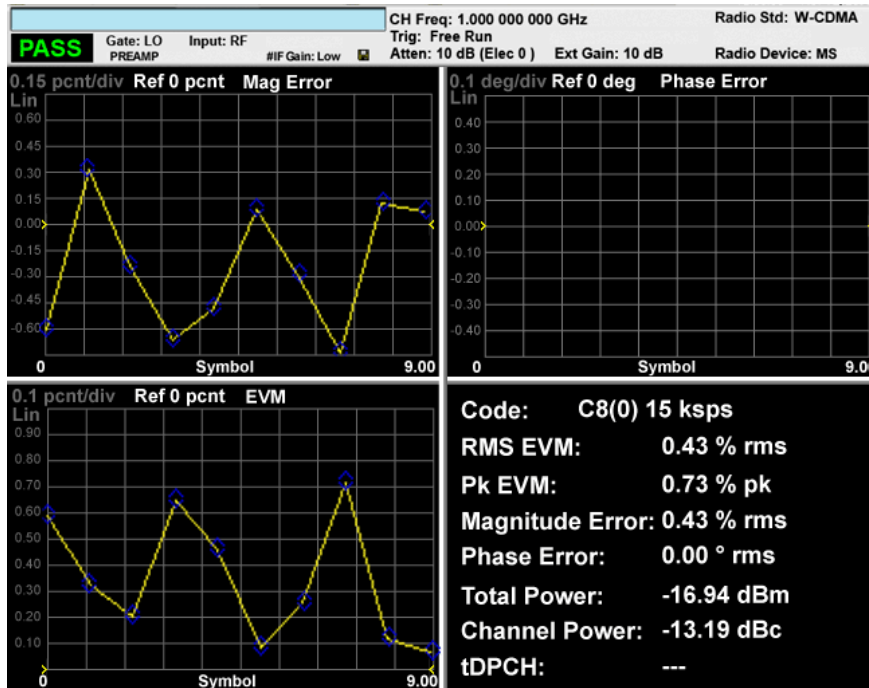 CH Freq: 1.000 000 000 GHz
Radio Std: W-CDMA
PASS
Gate: LO
Input: RF
Trig: Free Run
PREAMP
#IF Gain: Low
Atten: 10 dB (Elec 0 )
Ext Gain: 10 dB
Radio Device: MS
0.15 pcnt/div Ref 0 pcnt Mag Error
Lin
0.60
0.45
0.30
0.15
0.00
-0.15
-0.30
-0.45
-0.60
0 Symbol 9.00
0.1 deg/div Ref 0 deg Phase Error
Lin
0.40
0.30
0.20
0.10
0.00
-0.10
-0.20
-0.30
-0.40
0 Symbol 9.0
0.1 pcnt/div Ref 0 pcnt EVM
Lin
0.90
0.80
0.70
0.60
0.50
0.40
0.30
0.20
0.10
0 Symbol 9.00
Code: C8(0) 15 ksps
RMS EVM: 0.43 % rms
Pk EVM: 0.73 % pk
Magnitude Error: 0.43 % rms
Phase Error: 0.00 ° rms
Total Power: -16.94 dBm
Channel Power: -13.19 dBc
tDPCH: ---